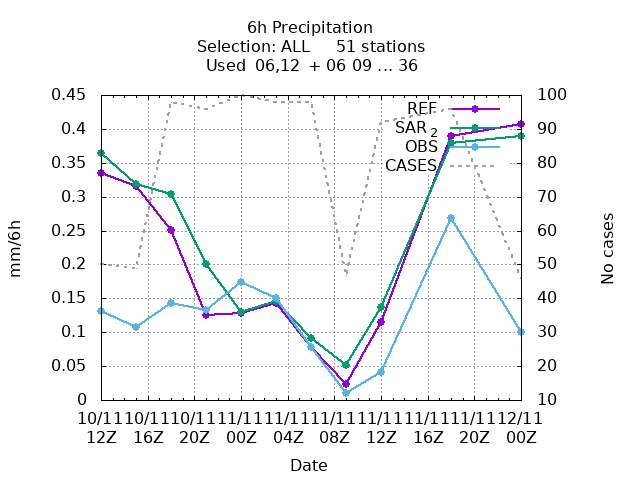 6h Precipitation
Selection: ALL 51 stations
Used 06,12 + 06 09 ... 36
0.45
0.4
0.35
0.3
0.25
0.2
0.15
0.1
0.05
0
mm/6h
REF
SAR 2
OBS
CASES
100
90
80
70
60
50
40
30
20
10
No cases
10/11 10/11 10/11 11/11 11/11 11/11 11/11 11/11 11/11 12/11
12Z 16Z 20Z 00Z 04Z 08Z 12Z 16Z 20Z 00Z
Date